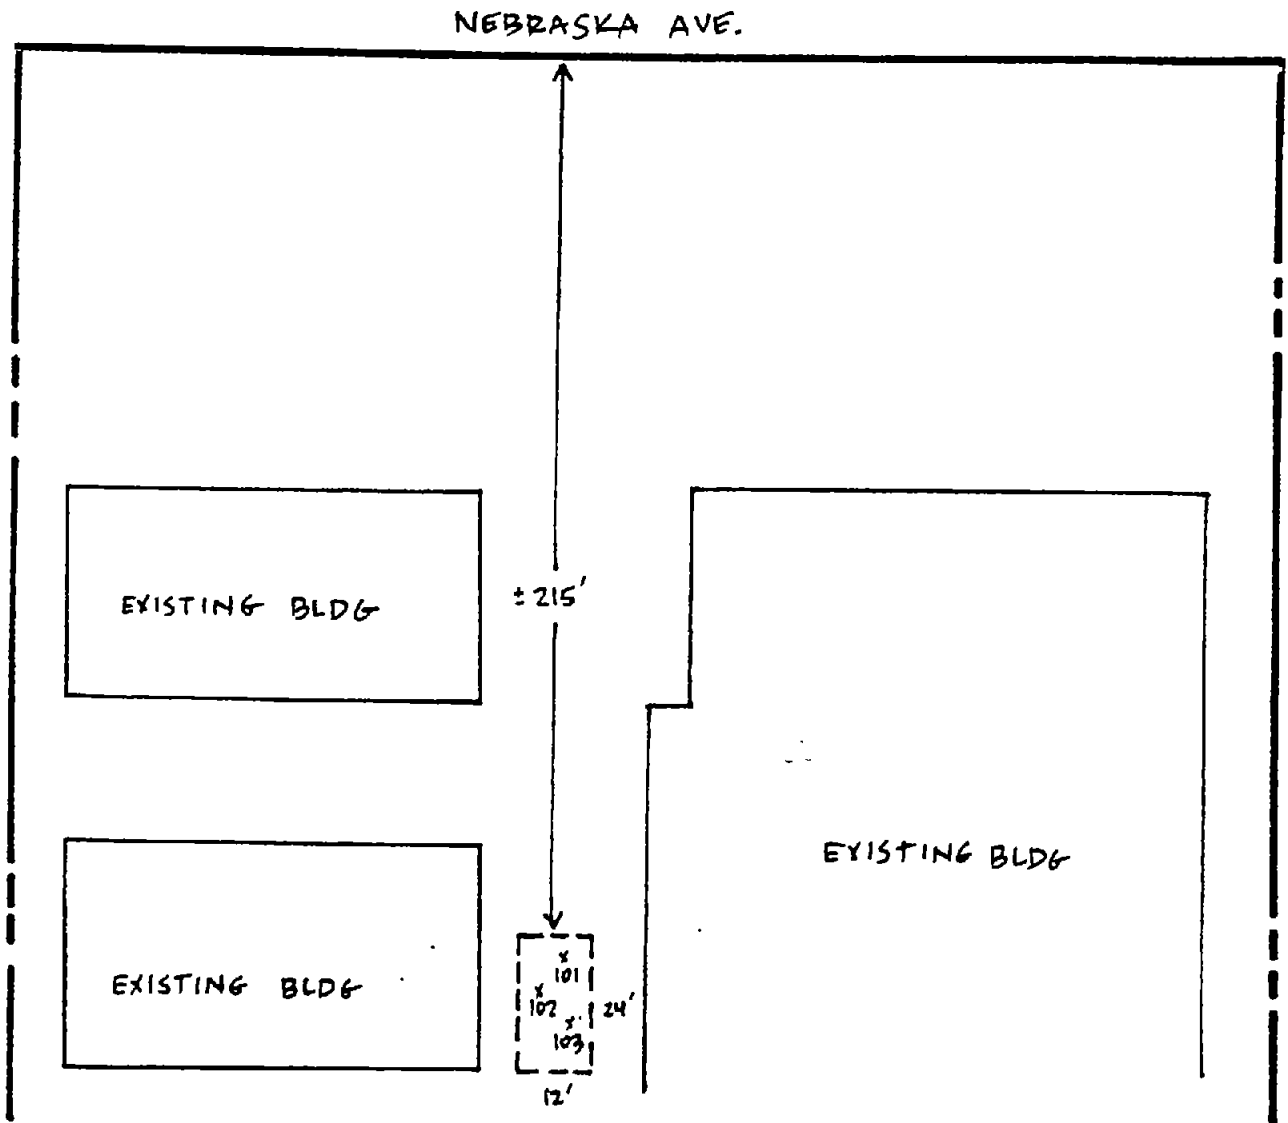 NEBRASKA AVE.
EXISTING BLDG
± 215'
EXISTING BLDG
EXISTING BLDG
101
102
24'
103
12'